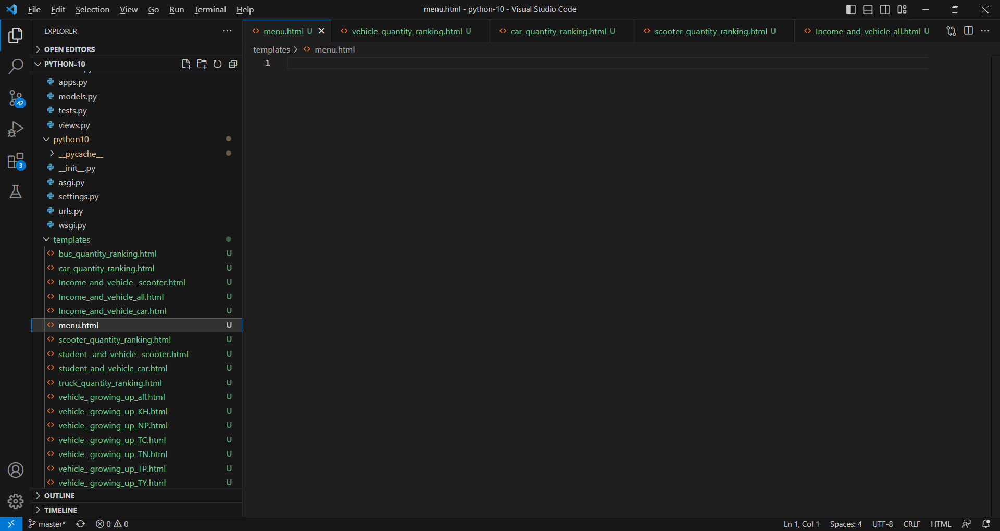 File Edit Selection View Go Run Terminal Help
menu.html - python-10 - Visual Studio Code
EXPLORER
menu.html U
vehicle_quantity_ranking.html U
car_quantity_ranking.html U
scooter_quantity_ranking.html U
Income_and_vehicle_all.html U
OPEN EDITORS
templates > menu.html
PYTHON-10
1
apps.py
models.py
tests.py
views.py
python10
__pycache__
__init__.py
asgi.py
settings.py
urls.py
wsgi.py
templates
bus_quantity_ranking.html U
car_quantity_ranking.html U
Income_and_vehicle_ scooter.html U
Income_and_vehicle_all.html U
Income_and_vehicle_car.html U
menu.html U
scooter_quantity_ranking.html U
student _and_vehicle_ scooter.html U
student_and_vehicle_car.html U
truck_quantity_ranking.html U
vehicle_ growing_up_all.html U
vehicle_ growing_up_KH.html U
vehicle_ growing_up_NP.html U
vehicle_ growing_up_TC.html U
vehicle_ growing_up_TN.html U
vehicle_ growing_up_TP.html U
vehicle_ growing_up_TY.html U
OUTLINE
TIMELINE
42
3
master* 0 0
Ln 1, Col 1 Spaces: 4 UTF-8 CRLF HTML